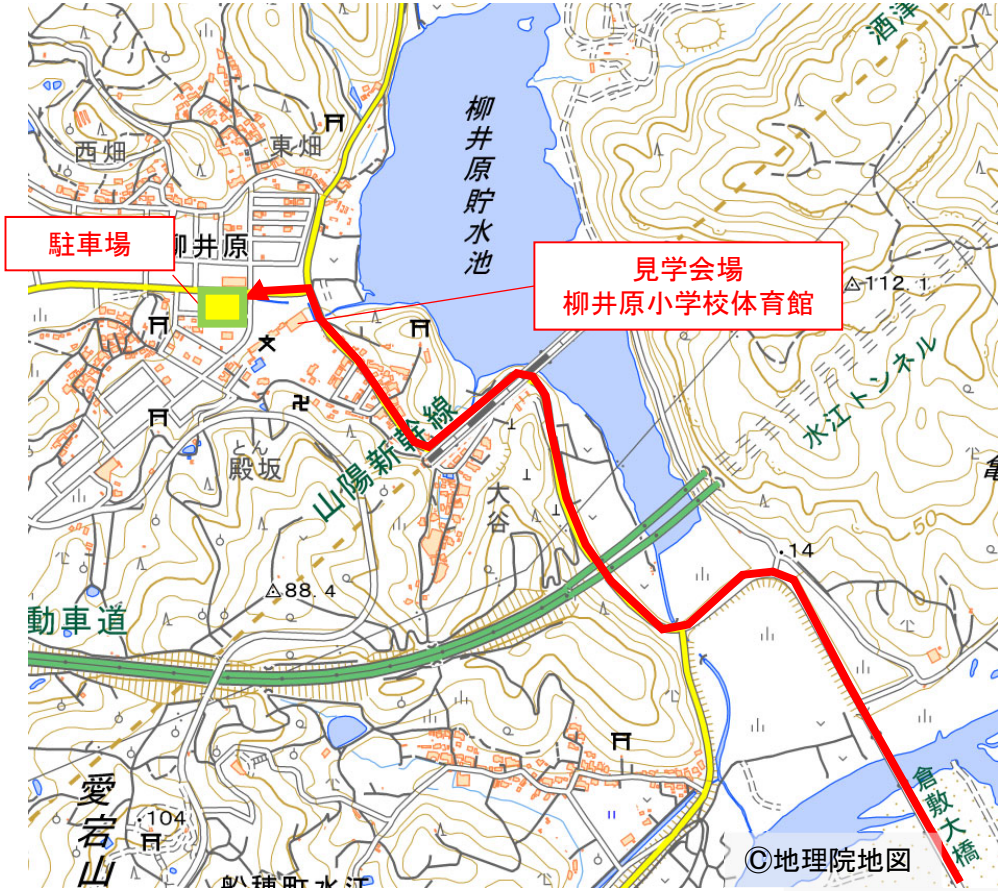 酒津
柳井原貯水池
西畑
東畑
駐車場
柳井原
見学会場
柳井原小学校体育館
112.1
水江トンネル
山陽新幹線
とん
殿坂
大谷
亀
50
14
88.4
動車道
愛宕山
104
倉敷大橋
船穂町水江
©地理院地図